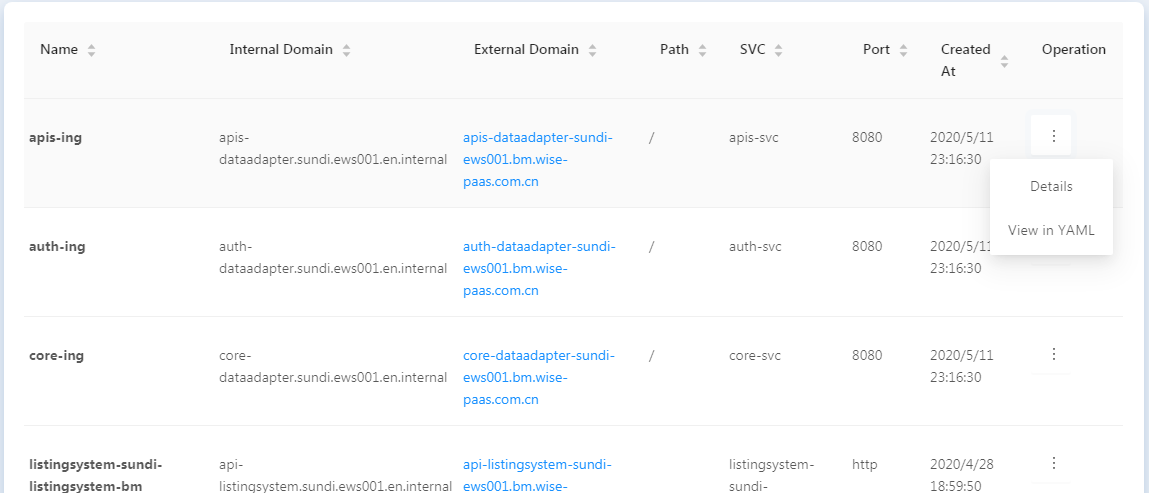 Name Internal Domain External Domain Path SVC Port Created Operation
At
apis-ing apis- apis-dataadapter-sundi- / apis-svc 8080 2020/5/11
dataadapter.sundi.ews001.en.internal ews001.bm.wise- 23:16:30
paas.com.cn
Details
View in YAML
auth-ing auth- auth-dataadapter-sundi- / auth-svc 8080 2020/5/11
dataadapter.sundi.ews001.en.internal ews001.bm.wise- 23:16:30
paas.com.cn
core-ing core- core-dataadapter-sundi- / core-svc 8080 2020/5/11
dataadapter.sundi.ews001.en.internal ews001.bm.wise- 23:16:30
paas.com.cn
listingsystem-sundi- api- api-listingsystem-sundi- listingsystem- http 2020/4/28
listingsystem-bm listingsystem.sundi.ews001.en.internal ews001.bm.wise- sundi- 18:59:50